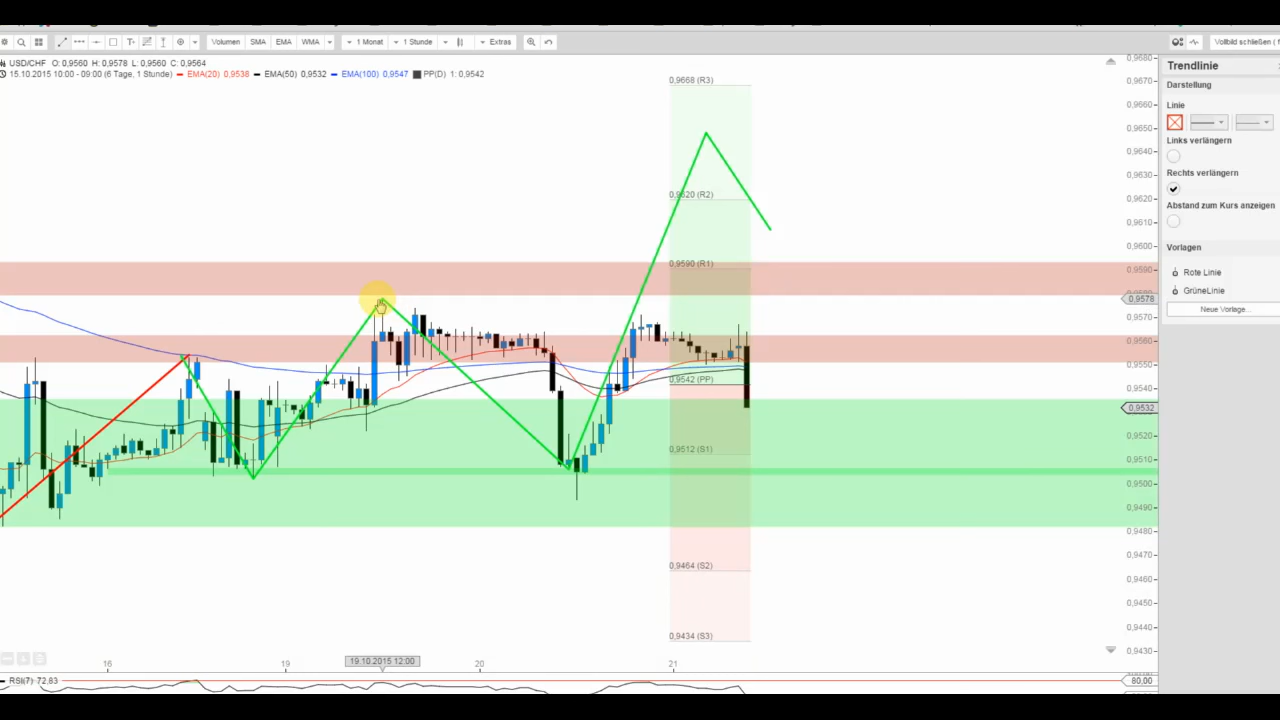 Volumen SMA EMA WMA 1 Monat 1 Stunde Extras Vollbild schließen (
USD/CHF O: 0,9560 H: 0,9578 L: 0,9560 C: 0,9564
15.10.2015 10:00 - 09:00 (6 Tage, 1 Stunde) EMA(20) 0,9538 EMA(50) 0,9532 EMA(100) 0,9547 PP(D) 1: 0,9542
Trendlinie
Darstellung
Linie
Links verlängern
Rechts verlängern
Abstand zum Kurs anzeigen
Vorlagen
Rote Linie
GrüneLinie
Neue Vorlage...
0,9668 (R3)
0,9620 (R2)
0,9590 (R1)
0,9542 (PP)
0,9512 (S1)
0,9464 (S2)
0,9434 (S3)
0,9680
0,9670
0,9660
0,9650
0,9640
0,9630
0,9620
0,9610
0,9600
0,9590
0,9578
0,9570
0,9560
0,9550
0,9540
0,9532
0,9520
0,9510
0,9500
0,9490
0,9480
0,9470
0,9460
0,9450
0,9440
0,9430
16 19 19.10.2015 12:00 20 21
RSI(7) 72,83
80,00